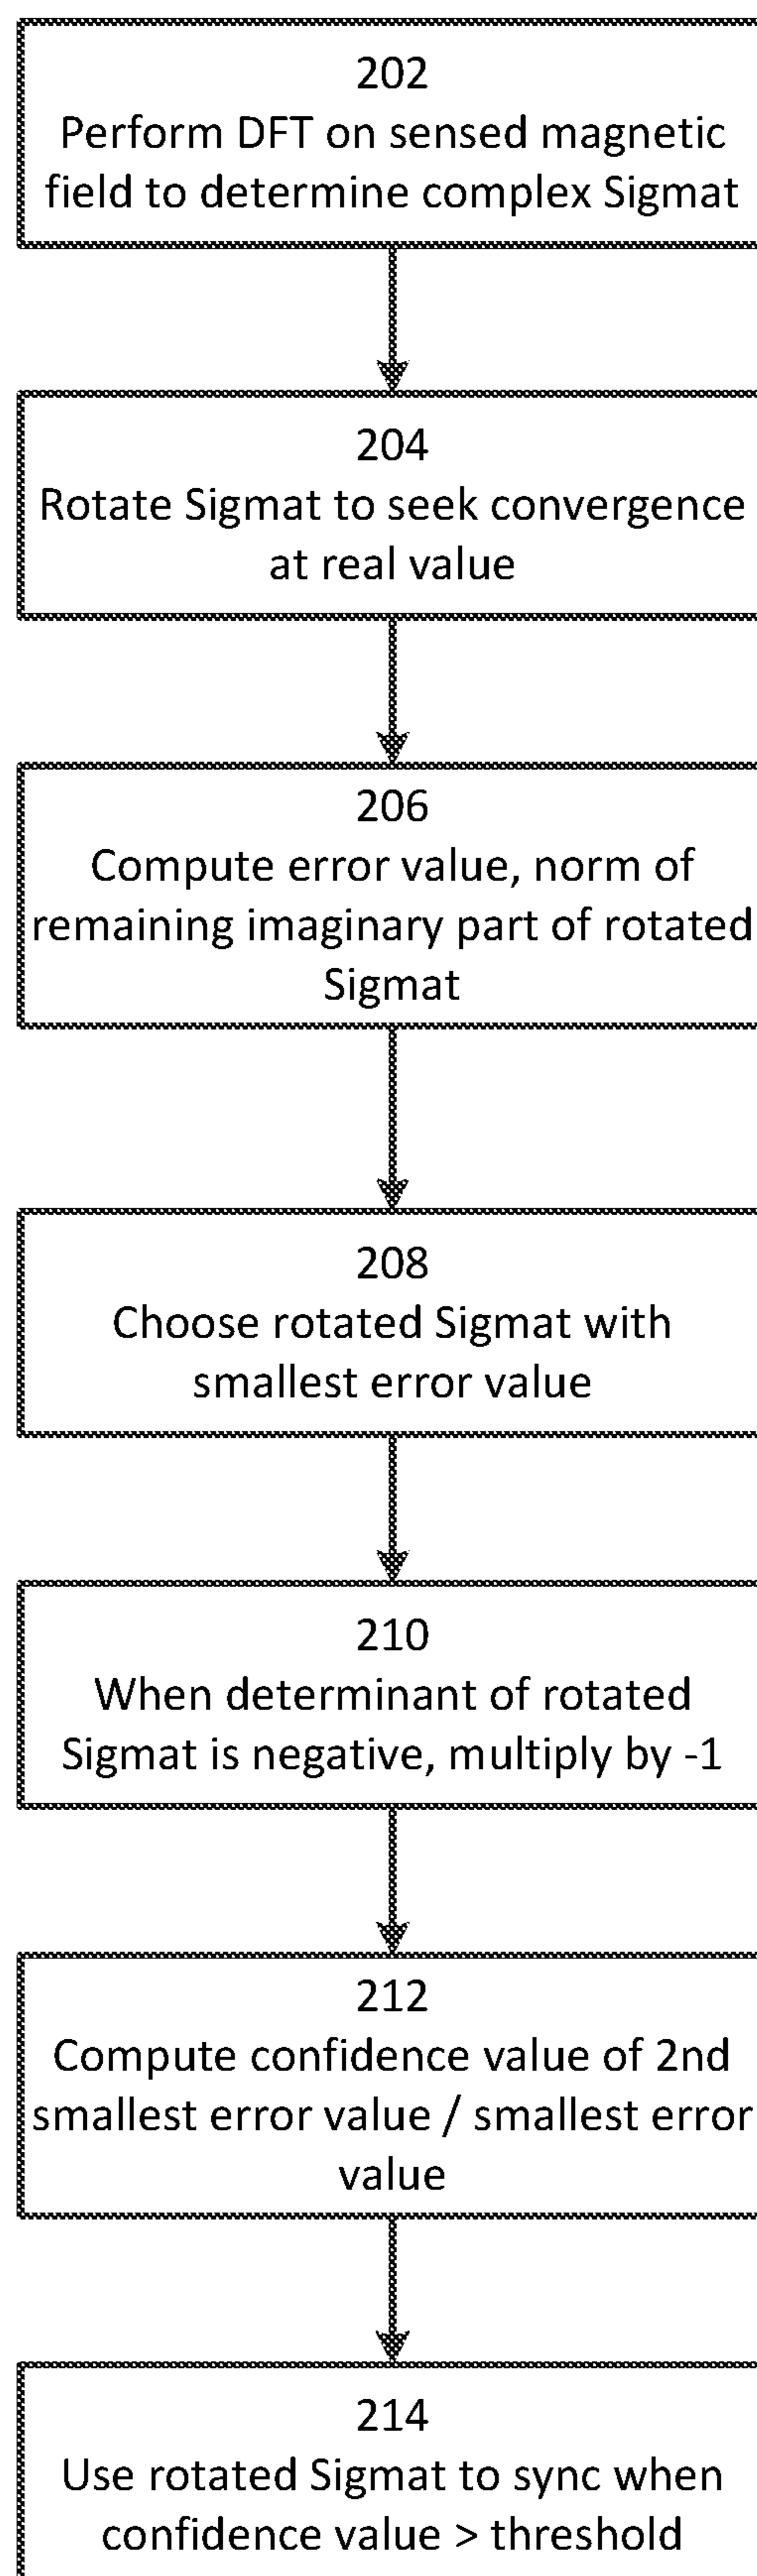 202
Perform DFT on sensed magnetic
field to determine complex Sigmat
204
Rotate Sigmat to seek convergence
at real value
206
Compute error value, norm of
remaining imaginary part of rotated
Sigmat
208
Choose rotated Sigmat with
smallest error value
210
When determinant of rotated
Sigmat is negative, multiply by -1
212
Compute confidence value of 2nd
smallest error value / smallest error
value
214
Use rotated Sigmat to sync when
confidence value > threshold